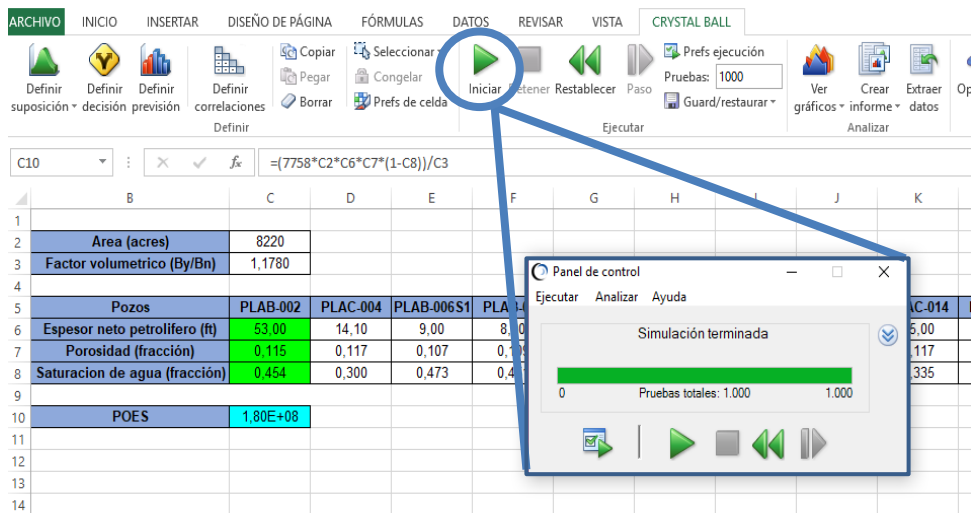 ARCHIVO INICIO INSERTAR DISEÑO DE PÁGINA FÓRMULAS DATOS REVISAR VISTA CRYSTAL BALL
Definir suposición
Definir decisión
Definir previsión
Copiar
Pegar
Borrar
Definir correlaciones
Seleccionar
Congelar
Prefs de celda
Definir
Iniciar
Detener
Restablecer
Paso
Prefs ejecución
Pruebas: 1000
Guard/restaurar
Ejecutar
Ver gráficos
Crear informe
Extraer datos
Analizar
C10 fx =(7758*C2*C6*C7*(1-C8))/C3
B C D E F G H I J K
1
2 Area (acres) 8220
3 Factor volumetrico (By/Bn) 1,1780
4
5 Pozos PLAB-002 PLAC-004 PLAB-006S1
6 Espesor neto petrolifero (ft) 53,00 14,10 9,00
7 Porosidad (fracción) 0,115 0,117 0,107
8 Saturacion de agua (fracción) 0,454 0,300 0,473
9
10 POES 1,80E+08
11
12
13
14
Panel de control
Ejecutar Analizar Ayuda
Simulación terminada
0 Pruebas totales: 1.000 1.000